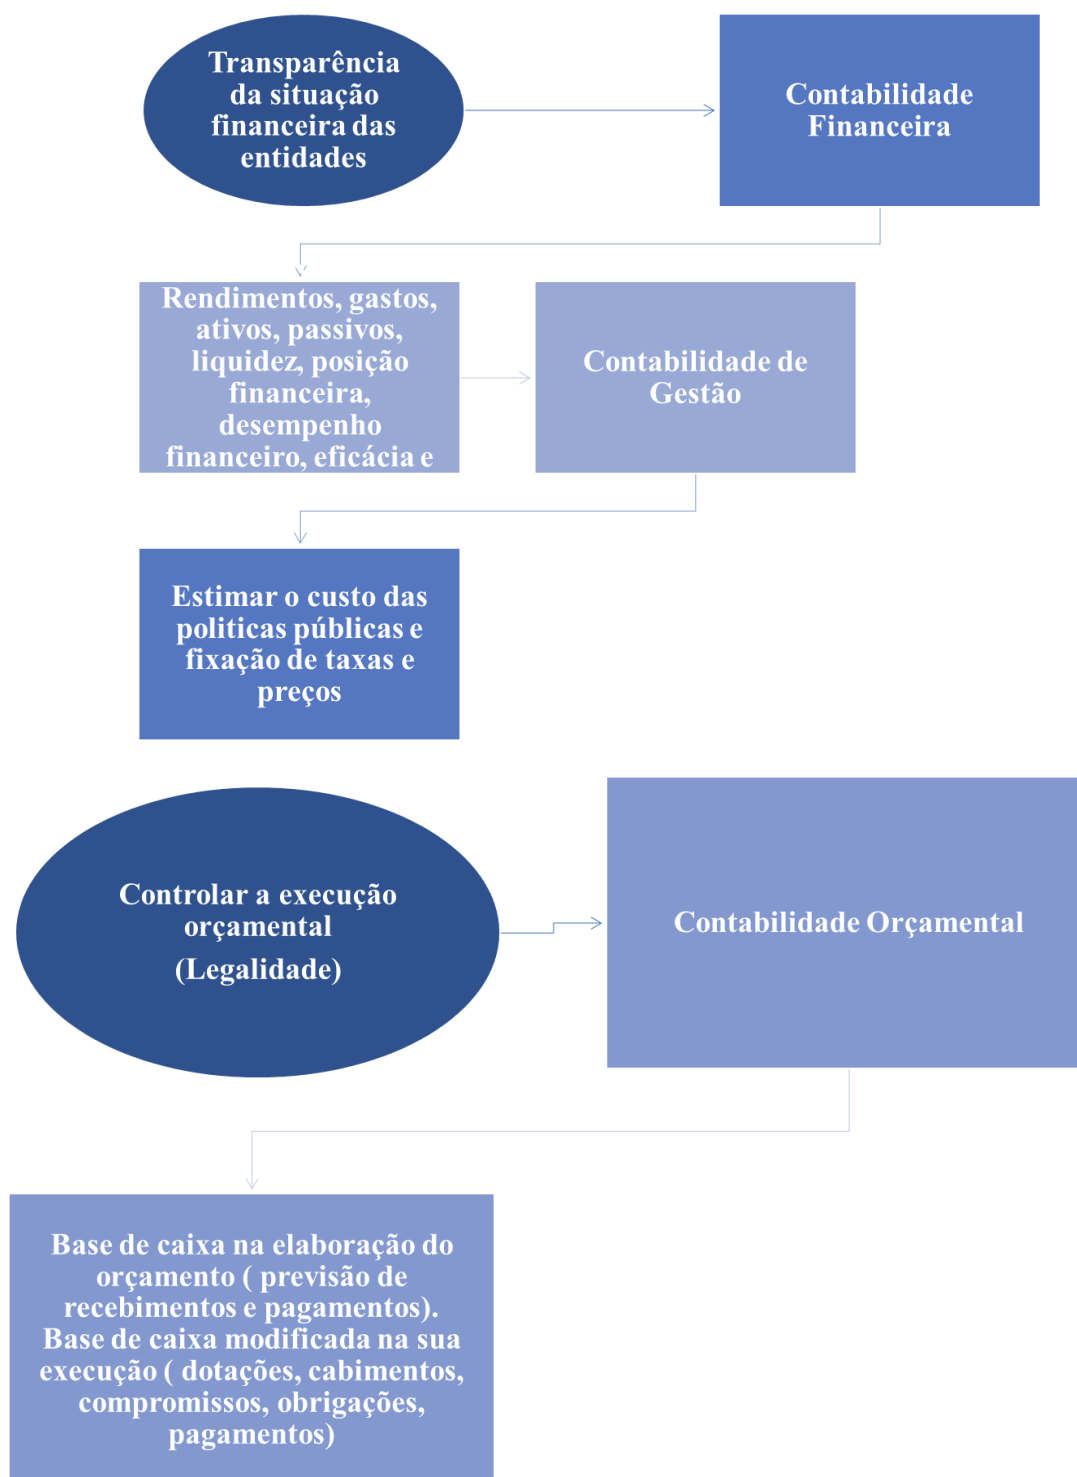 Transparência
da situação
financeira das
entidades
Contabilidade
Financeira
Rendimentos, gastos,
ativos, passivos,
liquidez, posição
financeira,
desempenho
financeiro, eficácia e
Contabilidade de
Gestão
Estimar o custo das
politicas públicas e
fixação de taxas e
preços
Controlar a execução
orçamental
(Legalidade)
Contabilidade Orçamental
Base de caixa na elaboração do
orçamento ( previsão de
recebimentos e pagamentos).
Base de caixa modificada na sua
execução ( dotações, cabimentos,
compromissos, obrigações,
pagamentos)